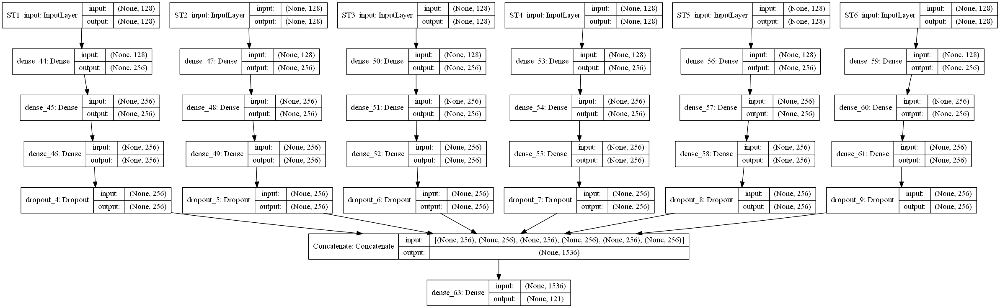 ST1_input: InputLayer input: (None, 128) output: (None, 128)
ST2_input: InputLayer input: (None, 128) output: (None, 128)
ST3_input: InputLayer input: (None, 128) output: (None, 128)
ST4_input: InputLayer input: (None, 128) output: (None, 128)
ST5_input: InputLayer input: (None, 128) output: (None, 128)
ST6_input: InputLayer input: (None, 128) output: (None, 128)
dense_44: Dense input: (None, 128) output: (None, 256)
dense_47: Dense input: (None, 128) output: (None, 256)
dense_50: Dense input: (None, 128) output: (None, 256)
dense_53: Dense input: (None, 128) output: (None, 256)
dense_56: Dense input: (None, 128) output: (None, 256)
dense_59: Dense input: (None, 128) output: (None, 256)
dense_45: Dense input: (None, 256) output: (None, 256)
dense_48: Dense input: (None, 256) output: (None, 256)
dense_51: Dense input: (None, 256) output: (None, 256)
dense_54: Dense input: (None, 256) output: (None, 256)
dense_57: Dense input: (None, 256) output: (None, 256)
dense_60: Dense input: (None, 256) output: (None, 256)
dense_46: Dense input: (None, 256) output: (None, 256)
dense_49: Dense input: (None, 256) output: (None, 256)
dense_52: Dense input: (None, 256) output: (None, 256)
dense_55: Dense input: (None, 256) output: (None, 256)
dense_58: Dense input: (None, 256) output: (None, 256)
dense_61: Dense input: (None, 256) output: (None, 256)
dropout_4: Dropout input: (None, 256) output: (None, 256)
dropout_5: Dropout input: (None, 256) output: (None, 256)
dropout_6: Dropout input: (None, 256) output: (None, 256)
dropout_7: Dropout input: (None, 256) output: (None, 256)
dropout_8: Dropout input: (None, 256) output: (None, 256)
dropout_9: Dropout input: (None, 256) output: (None, 256)
Concatenate: Concatenate input: [(None, 256), (None, 256), (None, 256), (None, 256), (None, 256), (None, 256)] output: (None, 1536)
dense_63: Dense input: (None, 1536) output: (None, 121)